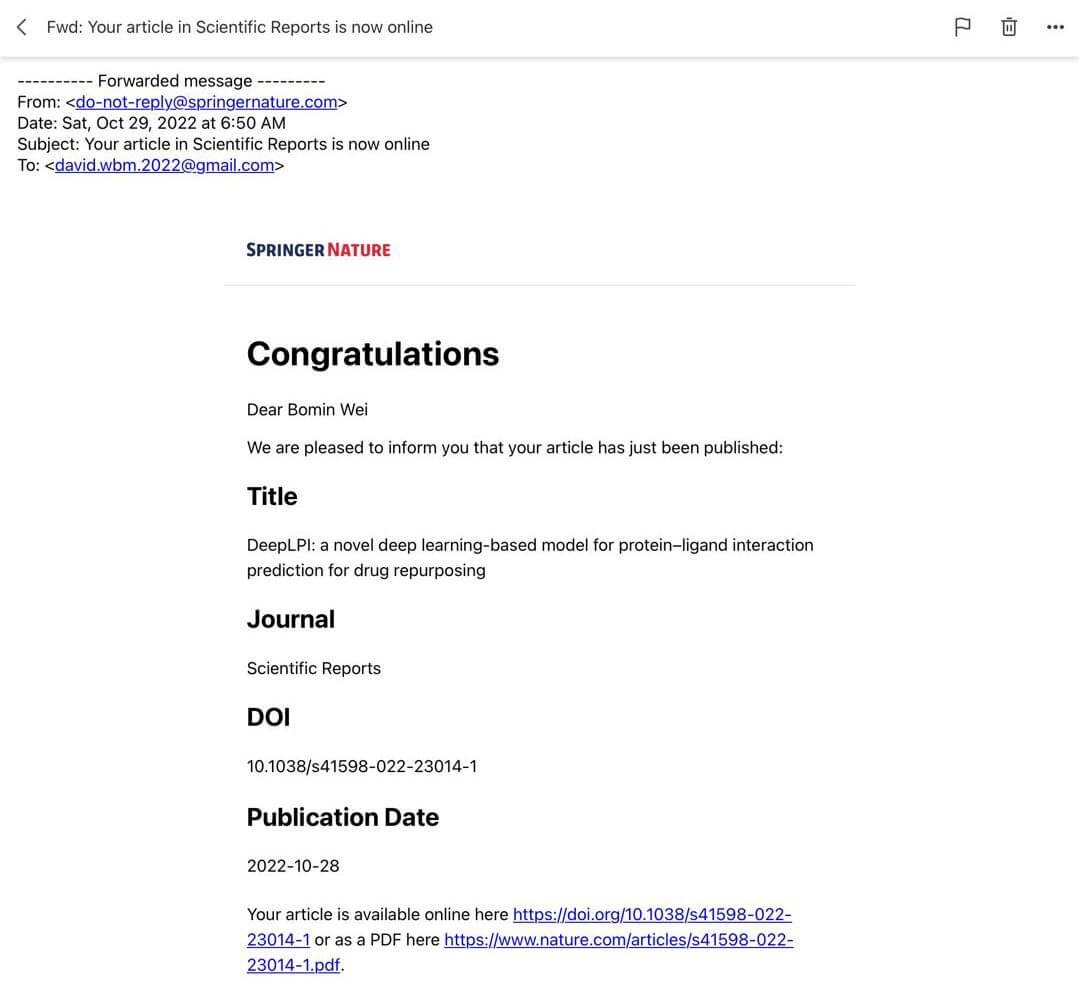 Fwd: Your article in Scientific Reports is now online
---------- Forwarded message ---------
From: <do-not-reply@springernature.com>
Date: Sat, Oct 29, 2022 at 6:50 AM
Subject: Your article in Scientific Reports is now online
To: <david.wbm.2022@gmail.com>
SPRINGER NATURE
Congratulations
Dear Bomin Wei
We are pleased to inform you that your article has just been published:
Title
DeepLPI: a novel deep learning-based model for protein–ligand interaction
prediction for drug repurposing
Journal
Scientific Reports
DOI
10.1038/s41598-022-23014-1
Publication Date
2022-10-28
Your article is available online here https://doi.org/10.1038/s41598-022-
23014-1 or as a PDF here https://www.nature.com/articles/s41598-022-
23014-1.pdf.